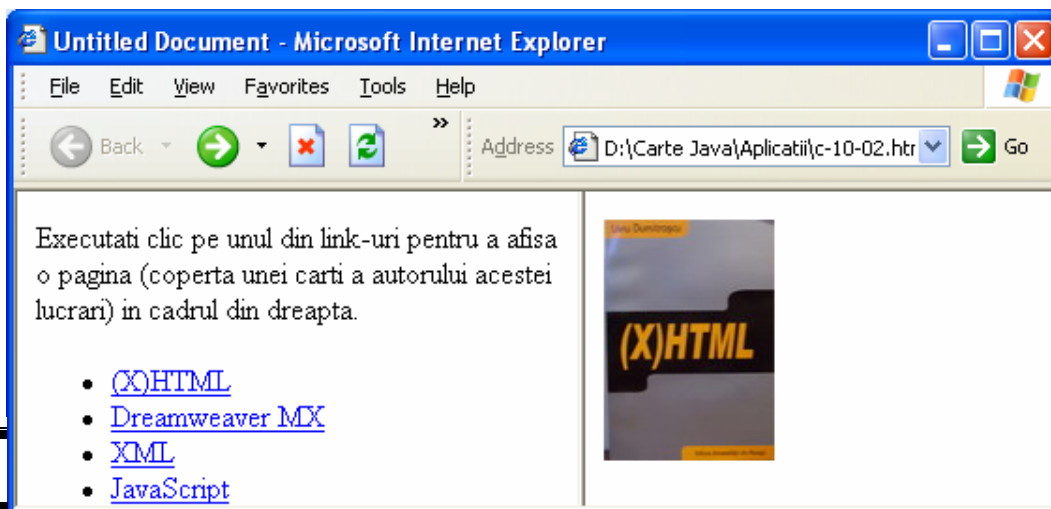 Untitled Document - Microsoft Internet Explorer
File Edit View Favorites Tools Help
Back » Address D:\Carte Java\Aplicatii\c-10-02.htr Go
Executati clic pe unul din link-uri pentru a afisa
o pagina (coperta unei carti a autorului acestei
lucrari) in cadrul din dreapta.
• (X)HTML
• Dreamweaver MX
• XML
• JavaScript
Liviu Dumitrașcu
(X)HTML